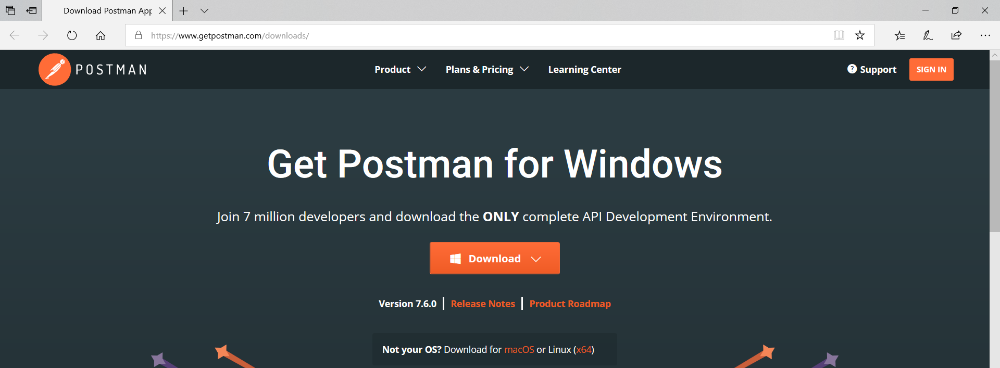 Download Postman App
https://www.getpostman.com/downloads/
POSTMAN
Product Plans & Pricing Learning Center ? Support SIGN IN
Get Postman for Windows
Join 7 million developers and download the ONLY complete API Development Environment.
Download
Version 7.6.0 | Release Notes | Product Roadmap
Not your OS? Download for macOS or Linux (x64)